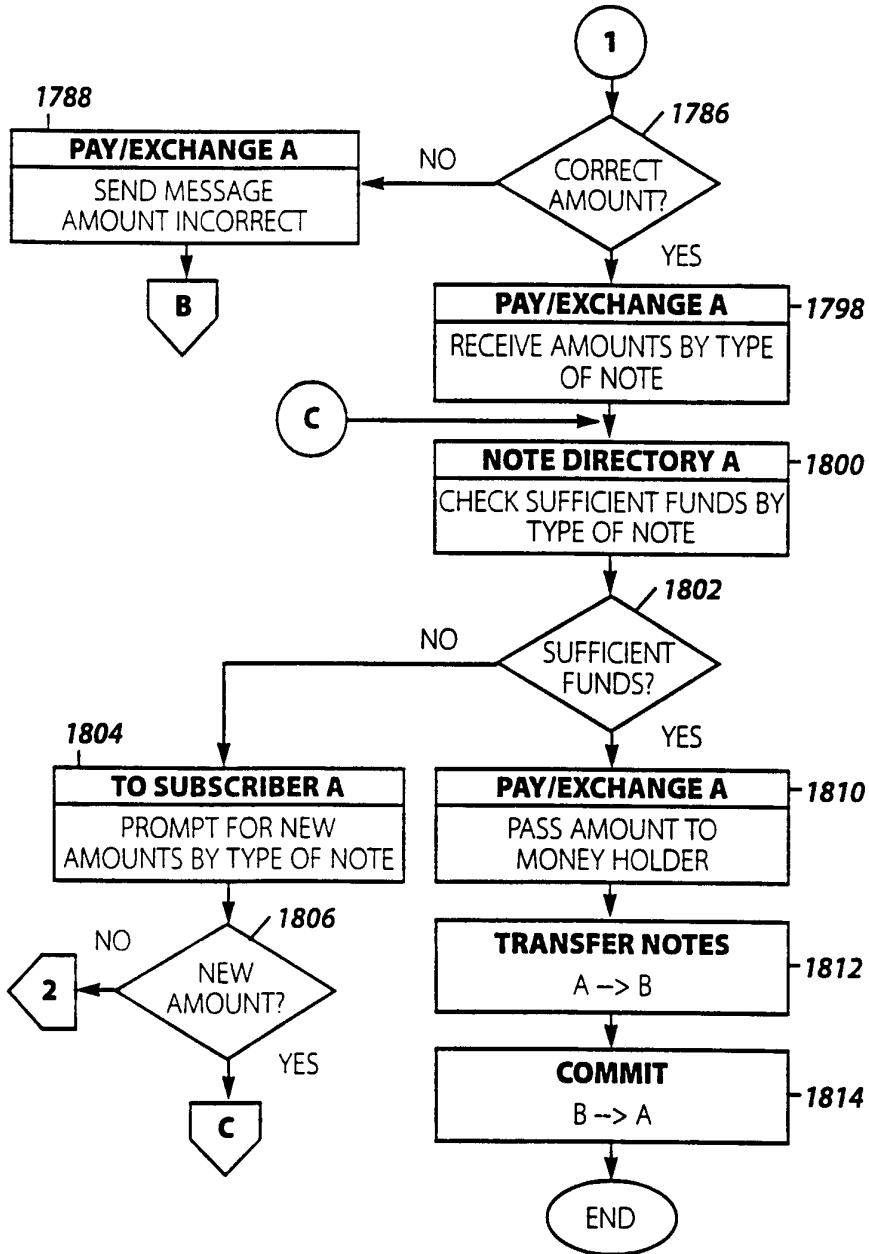 1
1786
CORRECT
AMOUNT?
NO
YES
1788
PAY/EXCHANGE A
SEND MESSAGE
AMOUNT INCORRECT
B
PAY/EXCHANGE A
1798
RECEIVE AMOUNTS BY TYPE
OF NOTE
C
NOTE DIRECTORY A
1800
CHECK SUFFICIENT FUNDS BY
TYPE OF NOTE
1802
SUFFICIENT
FUNDS?
NO
YES
1804
TO SUBSCRIBER A
PROMPT FOR NEW
AMOUNTS BY TYPE OF NOTE
1806
NEW
AMOUNT?
NO
2
YES
C
PAY/EXCHANGE A
1810
PASS AMOUNT TO
MONEY HOLDER
TRANSFER NOTES
1812
A --> B
COMMIT
1814
B --> A
END